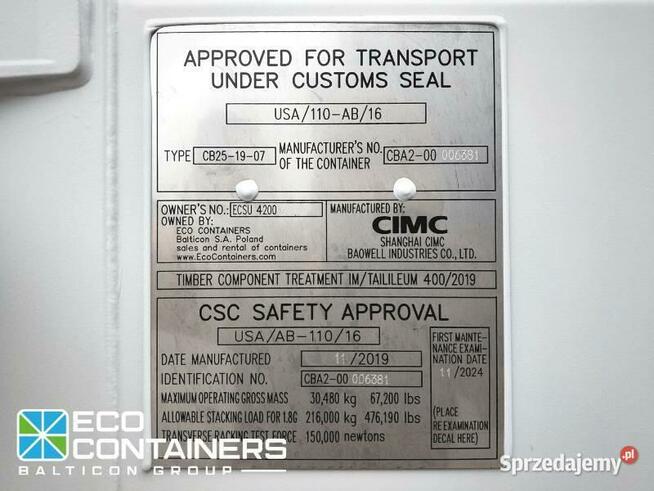 APPROVED FOR TRANSPORT
UNDER CUSTOMS SEAL
USA/110-AB/16
TYPE CB25-19-07 MANUFACTURER'S NO. OF THE CONTAINER CBA2-00 006381
OWNER'S NO.: ECSU 4200
OWNED BY:
ECO CONTAINERS
Balticon S.A. Poland
sales and rental of containers
www.EcoContainers.eu
MANUFACTURED BY:
CIMC
SHANGHAI CIMC
BAOWELL INDUSTRIES CO., LTD.
TIMBER COMPONENT TREATMENT IM/TAILILEUM 400/2019
CSC SAFETY APPROVAL
USA/AB-110/16
DATE MANUFACTURED 11/2019
IDENTIFICATION NO. CBA2-00 006381
MAXIMUM OPERATING GROSS MASS 30,480 kg 67,200 lbs
ALLOWABLE STACKING LOAD FOR 1.8G 216,000 kg 476,190 lbs
TRANSVERSE RACKING TEST FORCE 150,000 newtons
FIRST MAINTE-
NANCE EXAMI-
NATION DATE
11/2024
(PLACE
RE EXAMINATION
DECAL HERE)
ECO
CONTAINERS
BALTICON GROUP
Sprzedajemy.pl